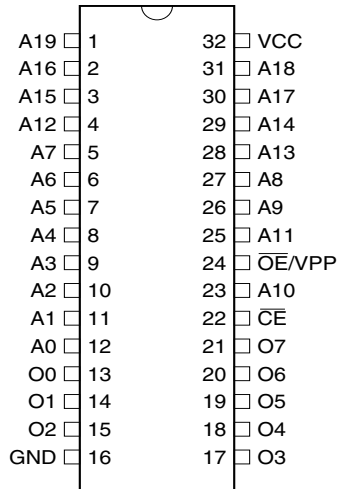 A19 1 32 VCC
A16 2 31 A18
A15 3 30 A17
A12 4 29 A14
A7 5 28 A13
A6 6 27 A8
A5 7 26 A9
A4 8 25 A11
A3 9 24 OE/VPP
A2 10 23 A10
A1 11 22 CE
A0 12 21 O7
O0 13 20 O6
O1 14 19 O5
O2 15 18 O4
GND 16 17 O3